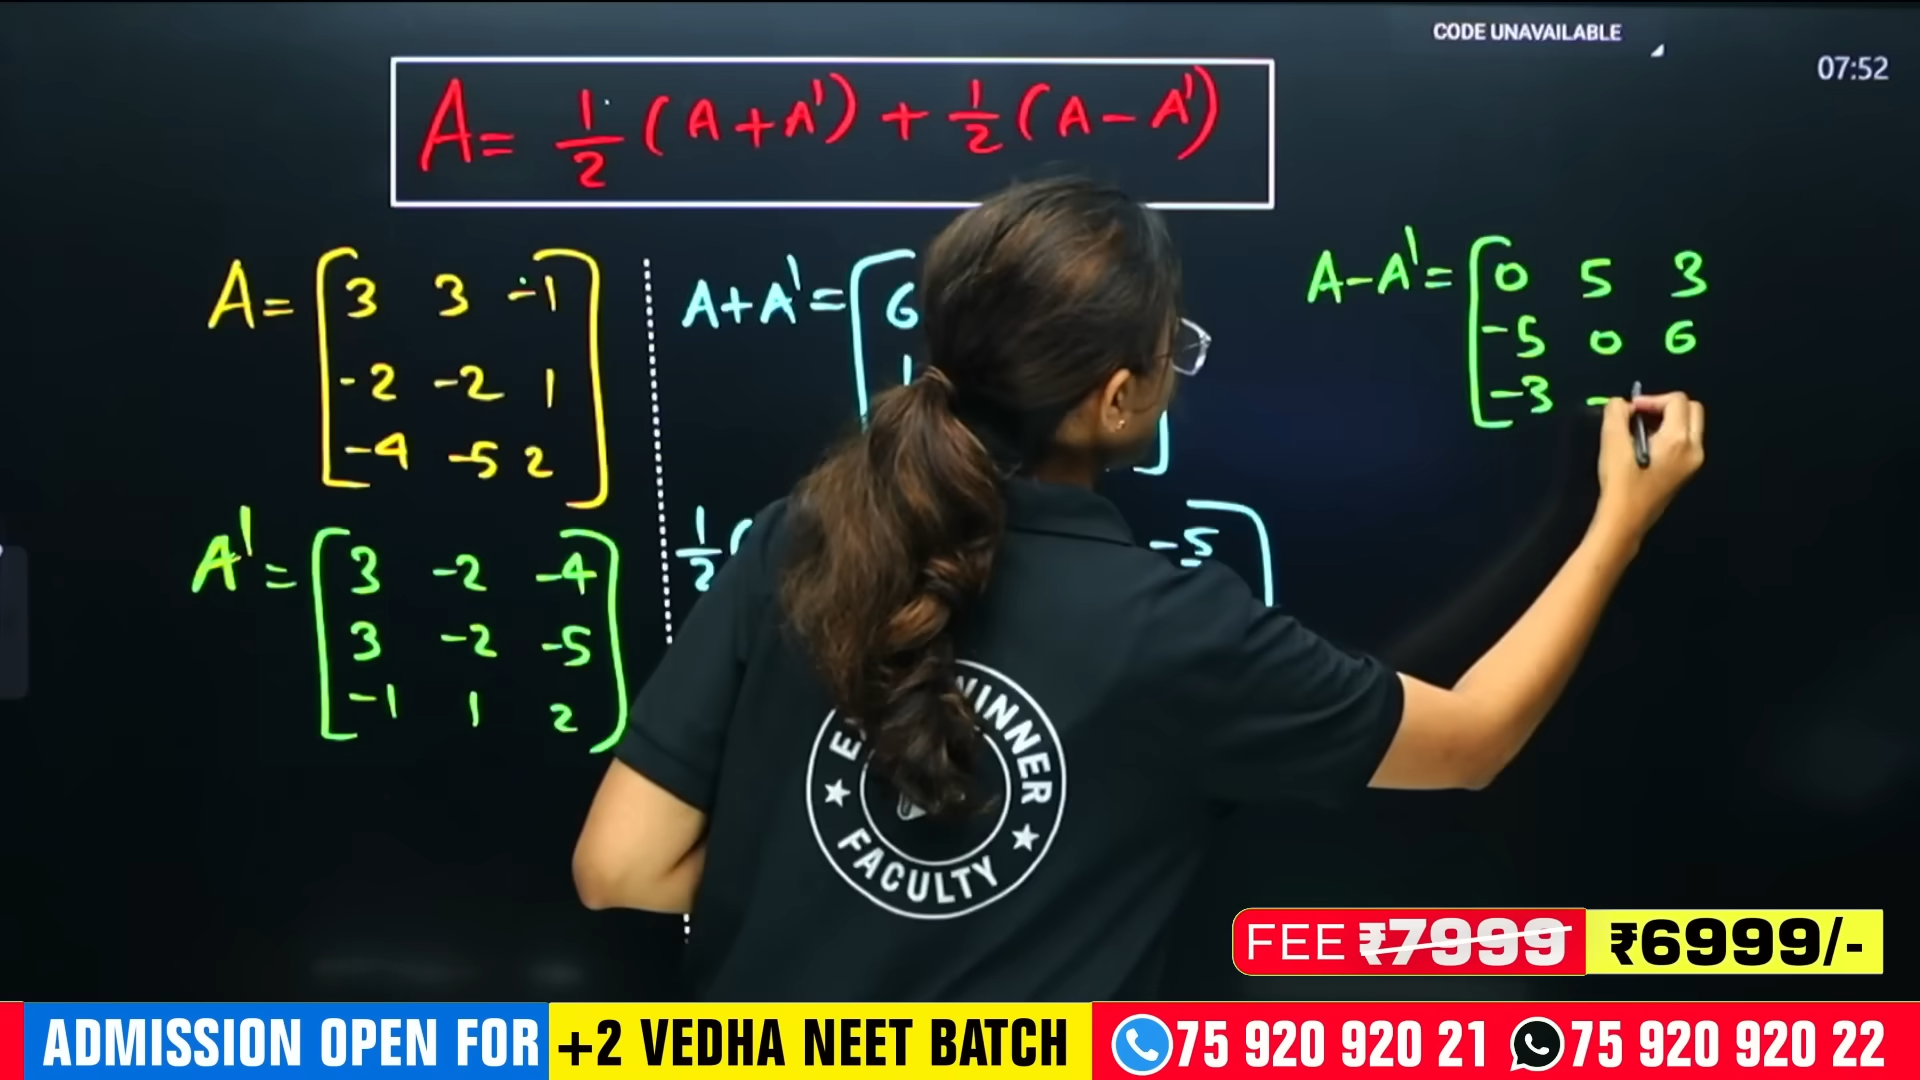 CODE UNAVAILABLE
07:52
A = 1/2 (A + A') + 1/2 (A - A')
A = [3 3 -1
-2 -2 1
-4 -5 2]
A' = [3 -2 -4
3 -2 -5
-1 1 2]
A + A' = [6
1
1/2 (
-5
A - A' = [0 5 3
-5 0 6
-3 -
WINNER
FACULTY
FEE ₹7999 ₹6999/-
ADMISSION OPEN FOR +2 VEDHA NEET BATCH 75 920 920 21 75 920 920 22